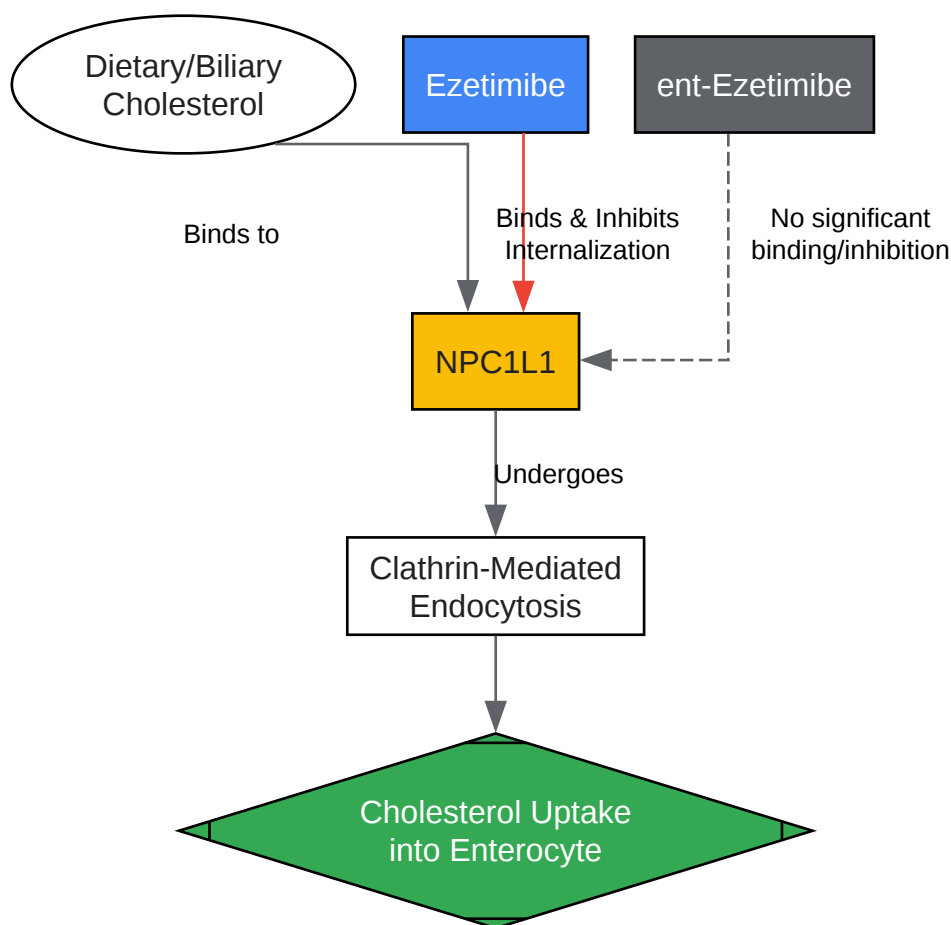 Dietary/Biliary
Cholesterol
Ezetimibe
ent-Ezetimibe
Binds to
Binds & Inhibits
Internalization
No significant
binding/inhibition
NPC1L1
Undergoes
Clathrin-Mediated
Endocytosis
Cholesterol Uptake
into Enterocyte